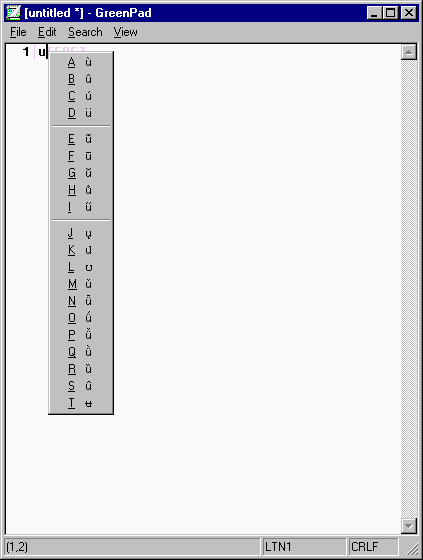 [untitled *] - GreenPad
File Edit Search View
1 u
A ù
B û
C ú
D ü
E ũ
F ū
G ŭ
H ů
I ű
J ų
K ư
L ʊ
M ǔ
N ǖ
O ǘ
P ǚ
Q ǜ
R ȕ
S ȗ
T ʉ
(1,2) LTN1 CRLF